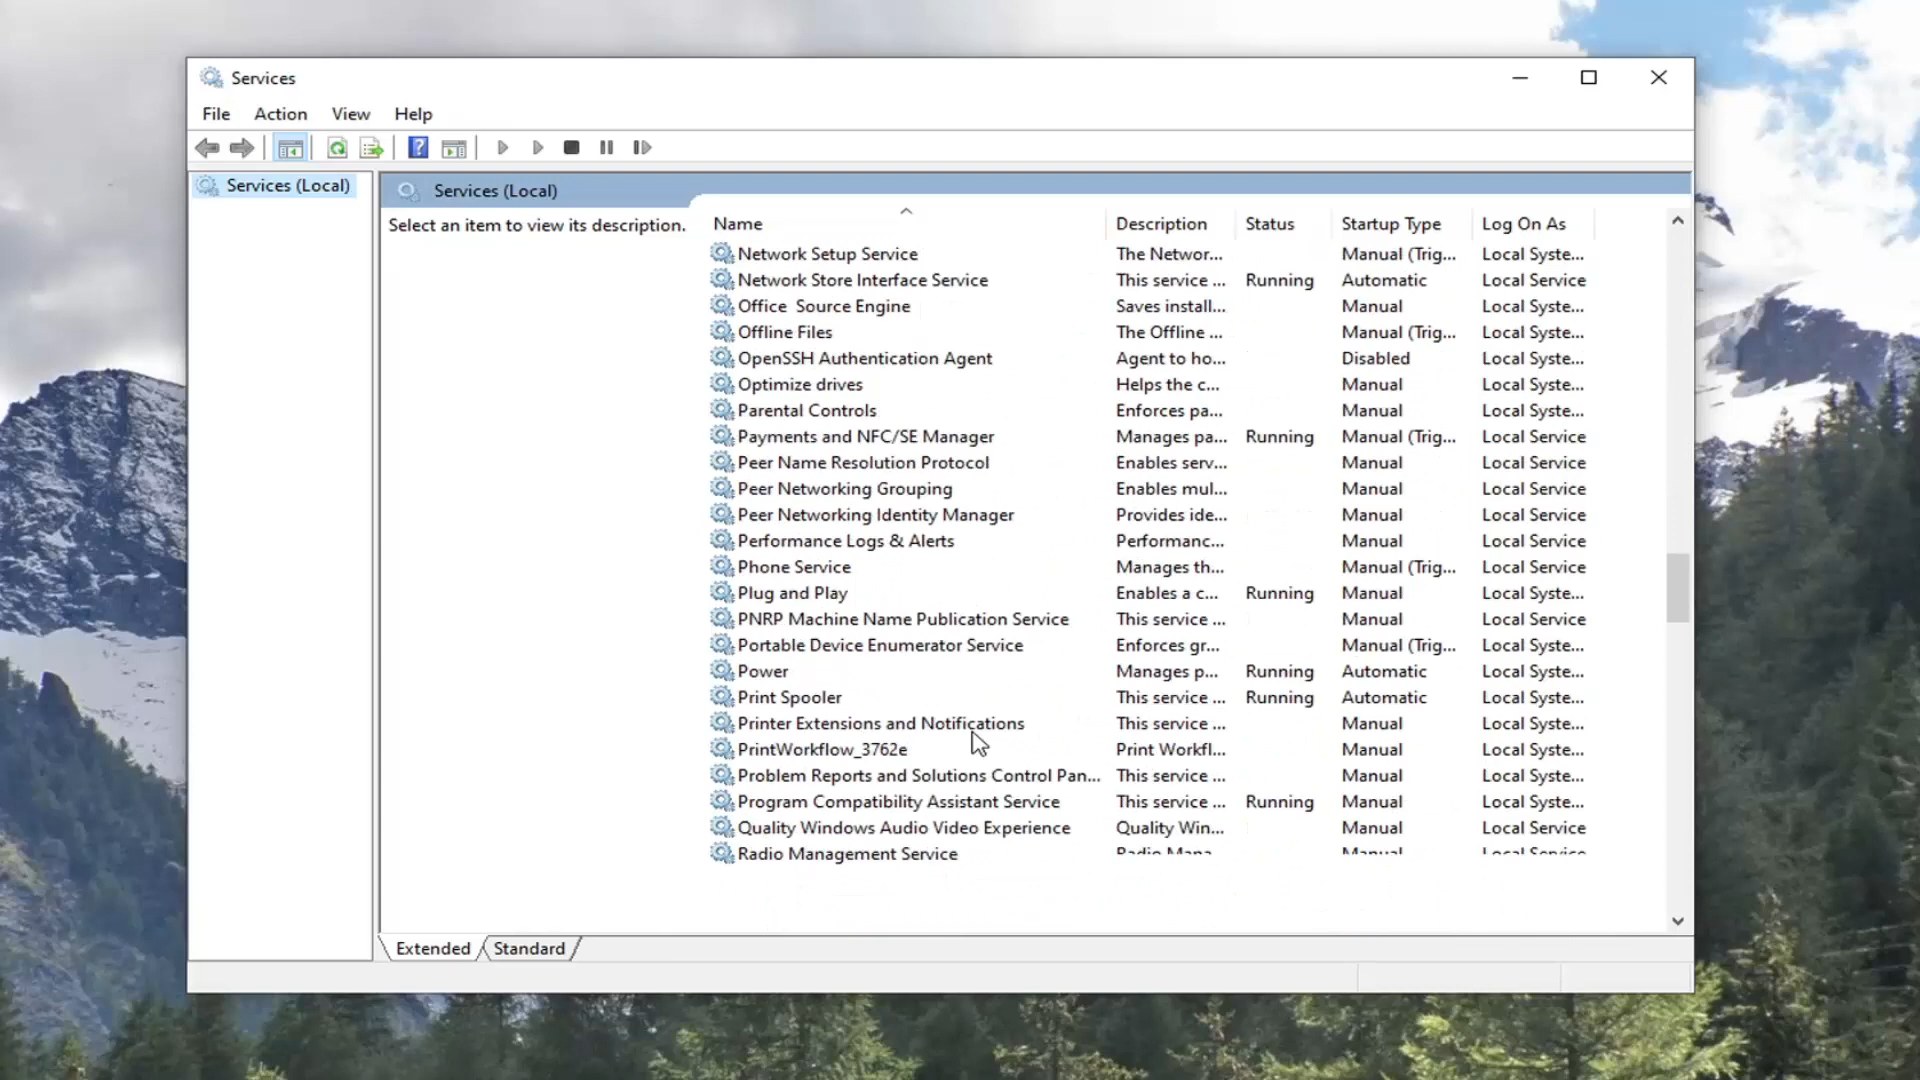 Services
File Action View Help
Services (Local)
Services (Local)
Select an item to view its description.
Name Description Status Startup Type Log On As
Network Setup Service The Networ... Manual (Trig... Local Syste...
Network Store Interface Service This service ... Running Automatic Local Service
Office  Source Engine Saves install... Manual Local Syste...
Offline Files The Offline ... Manual (Trig... Local Syste...
OpenSSH Authentication Agent Agent to ho... Disabled Local Syste...
Optimize drives Helps the c... Manual Local Syste...
Parental Controls Enforces pa... Manual Local Syste...
Payments and NFC/SE Manager Manages pa... Running Manual (Trig... Local Service
Peer Name Resolution Protocol Enables serv... Manual Local Service
Peer Networking Grouping Enables mul... Manual Local Service
Peer Networking Identity Manager Provides ide... Manual Local Service
Performance Logs & Alerts Performanc... Manual Local Service
Phone Service Manages th... Manual (Trig... Local Service
Plug and Play Enables a c... Running Manual Local Syste...
PNRP Machine Name Publication Service This service ... Manual Local Service
Portable Device Enumerator Service Enforces gr... Manual (Trig... Local Syste...
Power Manages p... Running Automatic Local Syste...
Print Spooler This service ... Running Automatic Local Syste...
Printer Extensions and Notifications This service ... Manual Local Syste...
PrintWorkflow_3762e Print Workfl... Manual Local Syste...
Problem Reports and Solutions Control Pan... This service ... Manual Local Syste...
Program Compatibility Assistant Service This service ... Running Manual Local Syste...
Quality Windows Audio Video Experience Quality Win... Manual Local Service
Radio Management Service Radio Mana... Manual Local Service
Extended Standard